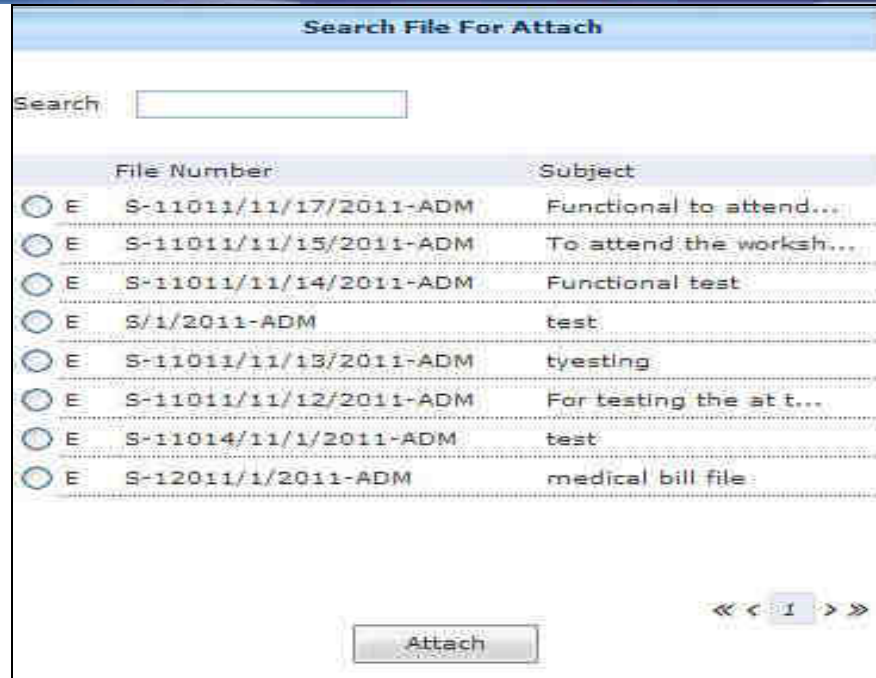 Search File For Attach
Search
File Number Subject
E S-11011/11/17/2011-ADM Functional to attend...
E S-11011/11/15/2011-ADM To attend the worksh...
E S-11011/11/14/2011-ADM Functional test
E S/1/2011-ADM test
E S-11011/11/13/2011-ADM tyesting
E S-11011/11/12/2011-ADM For testing the at t...
E S-11014/11/1/2011-ADM test
E S-12011/1/2011-ADM medical bill file
« < 1 > »
Attach